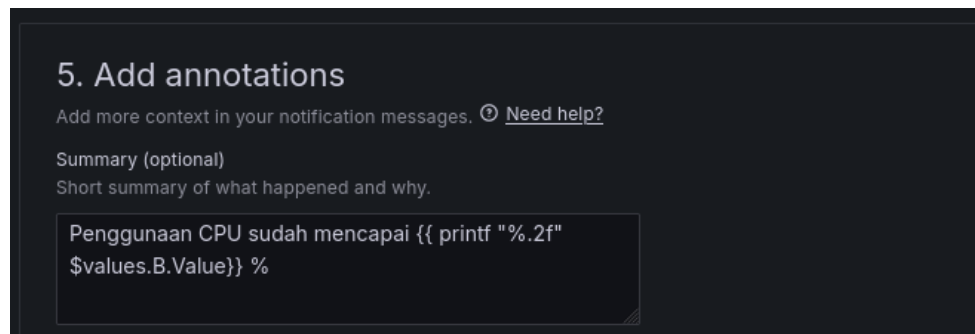 5. Add annotations
Add more context in your notification messages. Need help?
Summary (optional)
Short summary of what happened and why.
Penggunaan CPU sudah mencapai {{ printf "%.2f"
$values.B.Value}} %